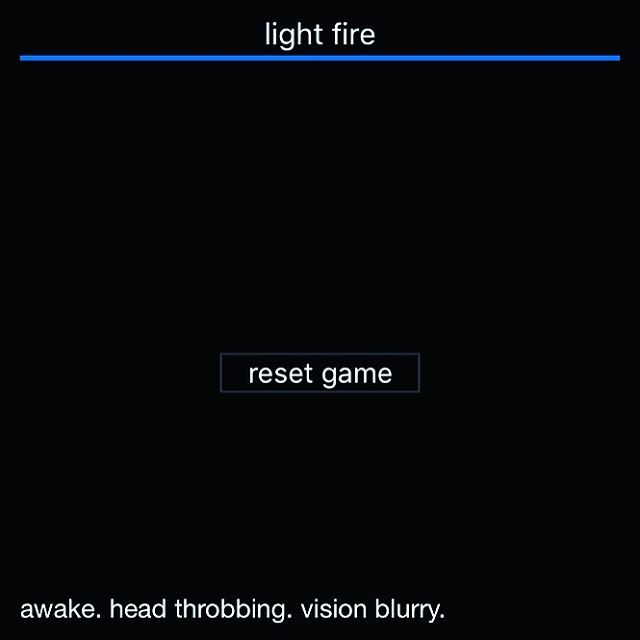 light fire
reset game
awake. head throbbing. vision blurry.